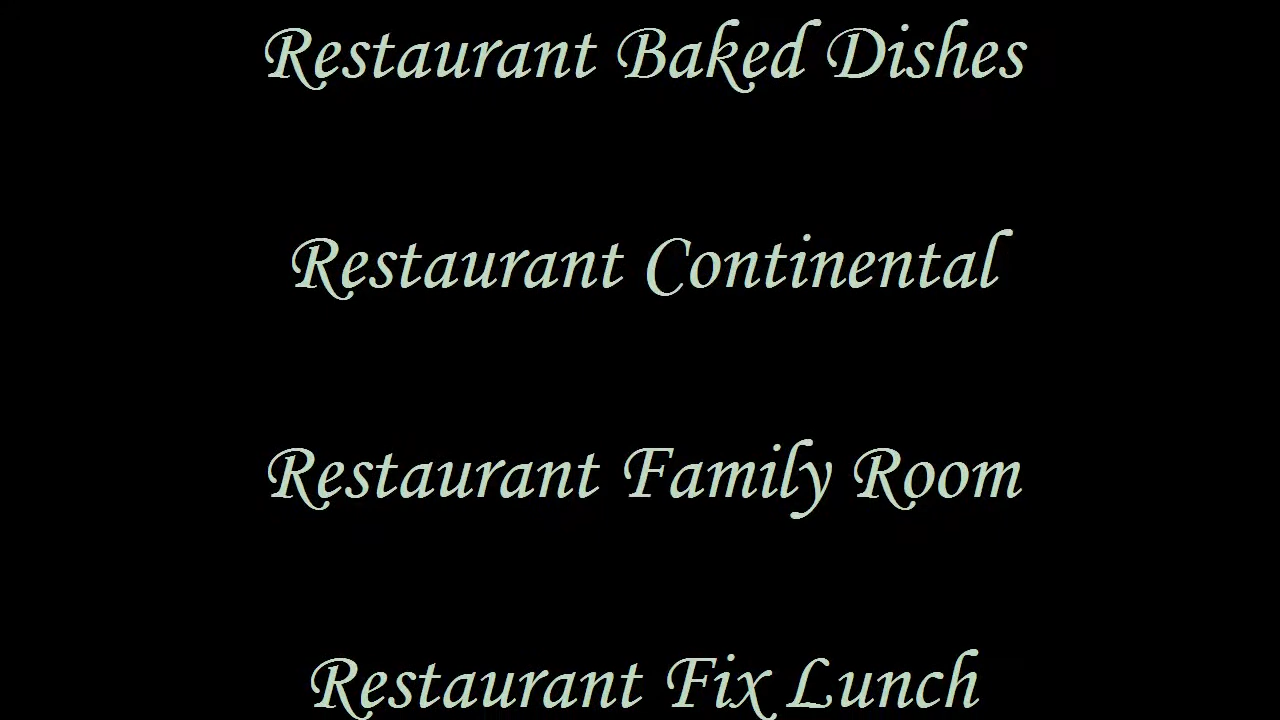 Restaurant Baked Dishes
Restaurant Continental
Restaurant Family Room
Restaurant Fix Lunch